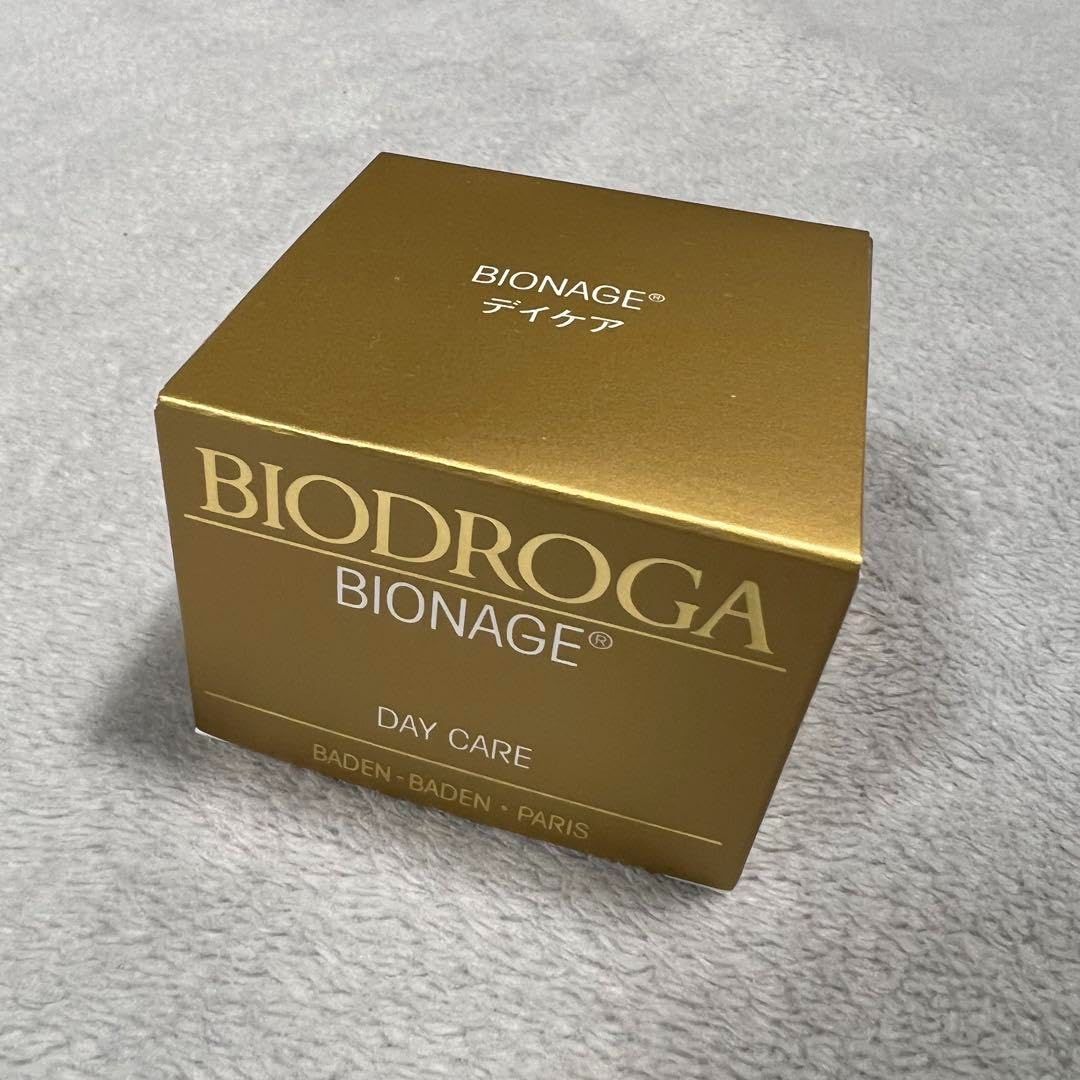 BIONAGE®
デイケア
BIODROGA
BIONAGE®
DAY CARE
BADEN-BADEN • PARIS